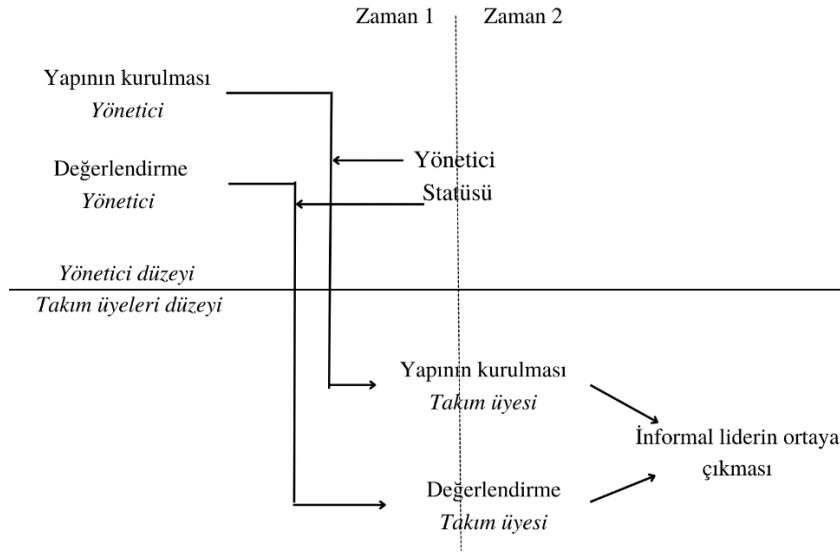 Zaman 1
Zaman 2
Yapının kurulması
Yönetici
Değerlendirme
Yönetici
Yönetici
Statüsü
Yönetici düzeyi
Takım üyeleri düzeyi
Yapının kurulması
Takım üyesi
İnformal liderin ortaya
çıkması
Değerlendirme
Takım üyesi